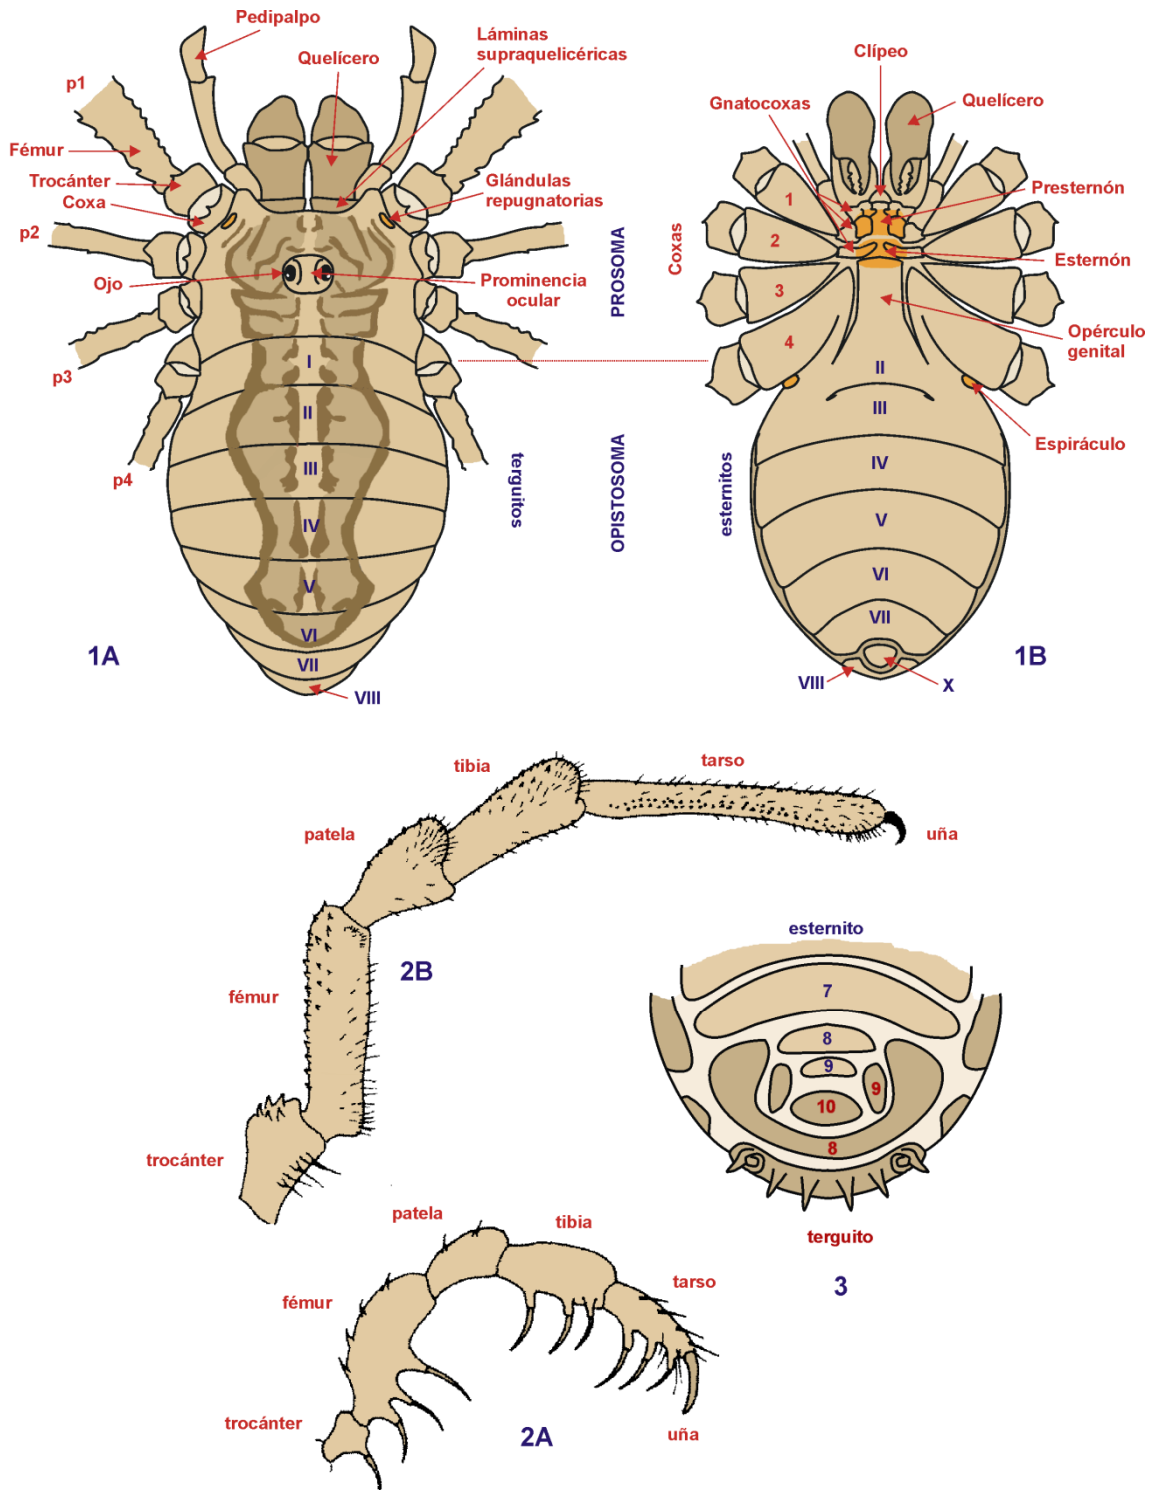 Pedipalpo
Láminas
supraquelicéricas
Quelícero
p1
Fémur
Trocánter
Coxa
Glándulas
repugnatorias
p2
Ojo
Prominencia
ocular
p3
p4
I
II
III
IV
V
VI
VII
VIII
terguitos
1A
PROSOMA
OPISTOSOMA
Clípeo
Gnatocoxas
Quelícero
Presternón
Esternón
Coxas
1
2
3
4
Opérculo
genital
Espiráculo
esternitos
II
III
IV
V
VI
VII
VIII
X
1B
tibia
tarso
patela
uña
fémur
2B
trocánter
esternito
7
8
9
9
10
8
terguito
3
patela
tibia
fémur
tarso
trocánter
uña
2A